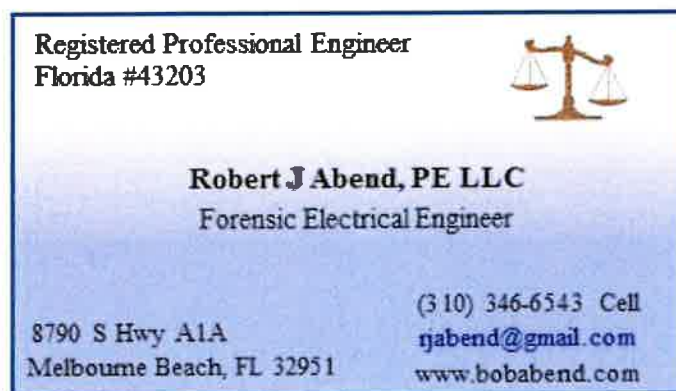 Registered Professional Engineer
Florida #43203
Robert J Abend, PE LLC
Forensic Electrical Engineer
8790 S Hwy A1A
Melbourne Beach, FL 32951
(310) 346-6543 Cell
rjabend@gmail.com
www.bobabend.com